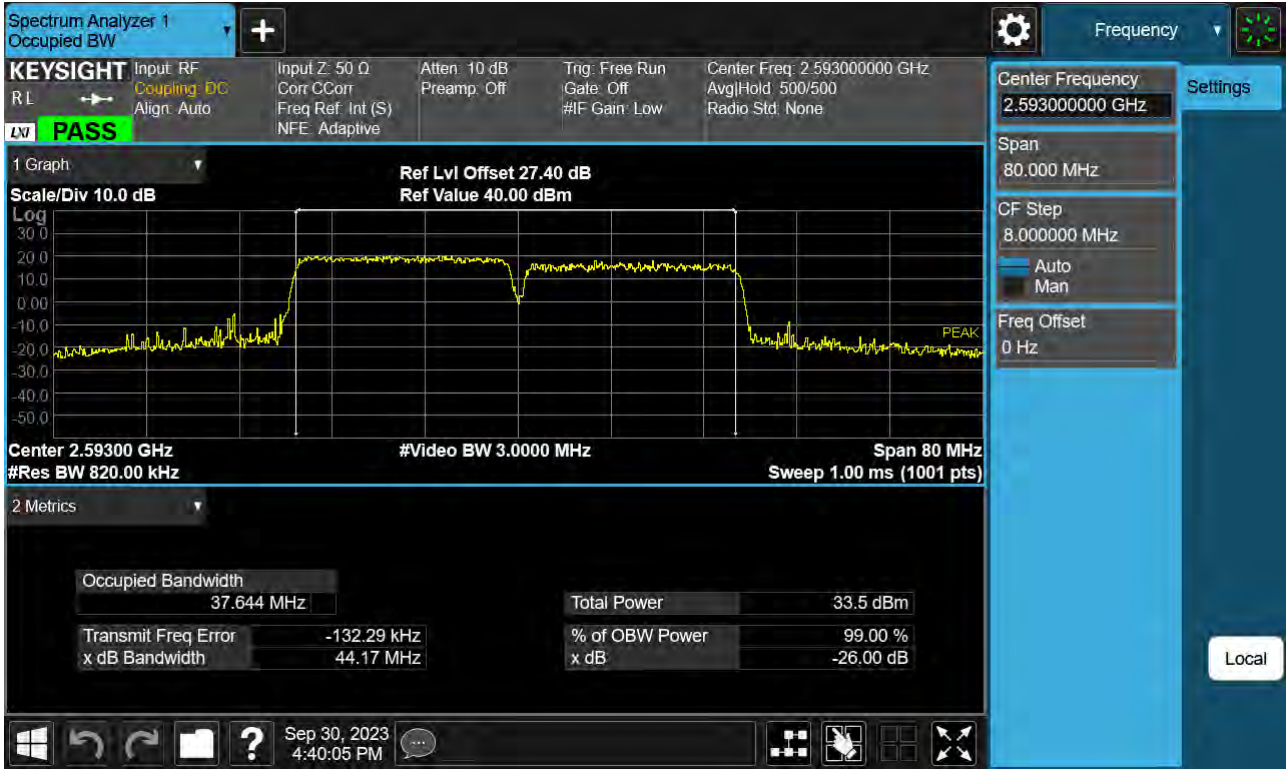 Spectrum Analyzer 1
Occupied BW
Frequency
KEYSIGHT
R L
LXI PASS
Input: RF
Coupling: DC
Align: Auto
Input Z: 50 Ω
Corr CCorr
Freq Ref: Int (S)
NFE: Adaptive
Atten: 10 dB
Preamp: Off
Trig: Free Run
Gate: Off
#IF Gain: Low
Center Freq: 2.593000000 GHz
Avg|Hold: 500/500
Radio Std: None
Center Frequency
2.593000000 GHz
Settings
Span
80.000 MHz
CF Step
8.000000 MHz
Auto
Man
Freq Offset
0 Hz
Local
1 Graph
Ref Lvl Offset 27.40 dB
Scale/Div 10.0 dB
Ref Value 40.00 dBm
Log
30.0
20.0
10.0
0.00
-10.0
PEAK
-20.0
-30.0
-40.0
-50.0
Center 2.59300 GHz
#Video BW 3.0000 MHz
Span 80 MHz
#Res BW 820.00 kHz
Sweep 1.00 ms (1001 pts)
2 Metrics
Occupied Bandwidth
37.644 MHz
Total Power 33.5 dBm
Transmit Freq Error -132.29 kHz
% of OBW Power 99.00 %
x dB Bandwidth 44.17 MHz
x dB -26.00 dB
?
Sep 30, 2023
4:40:05 PM